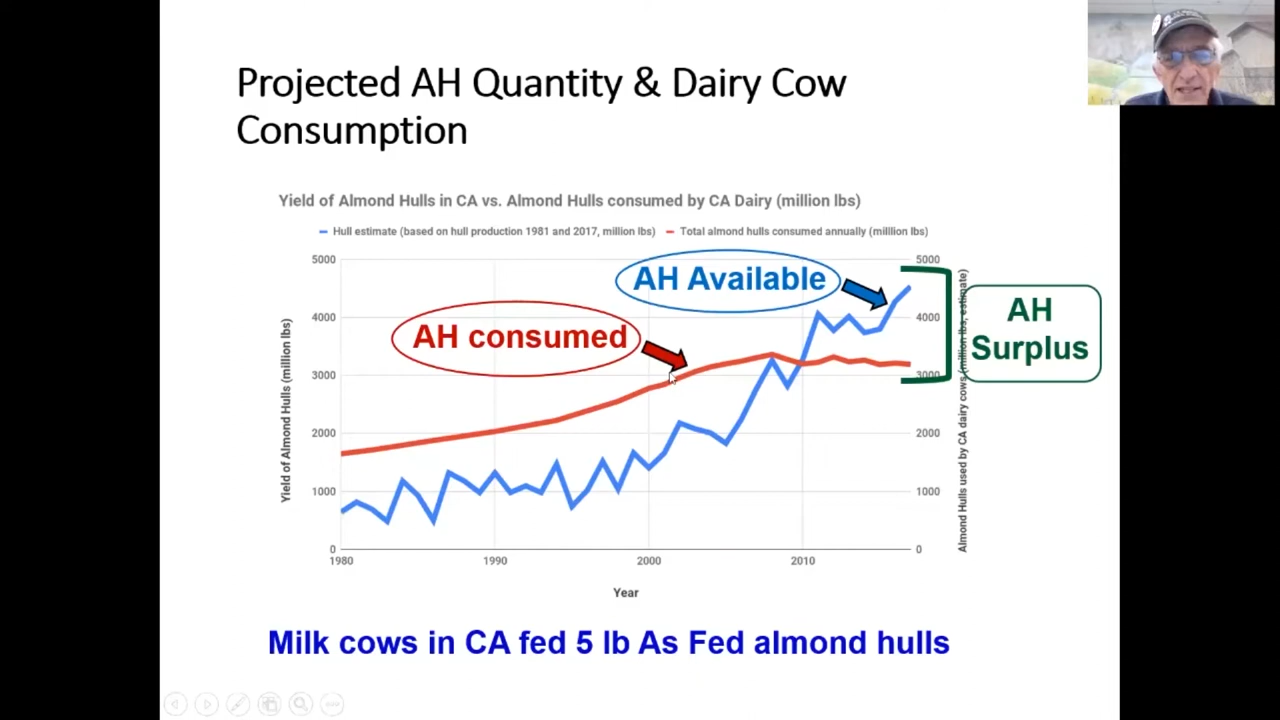 Projected AH Quantity & Dairy Cow
Consumption
Yield of Almond Hulls in CA vs. Almond Hulls consumed by CA Dairy (million lbs)
Hull estimate (based on hull production 1981 and 2017, million lbs)
Total almond hulls consumed annually (milllion lbs)
AH Available
AH consumed
AH
Surplus
Yield of Almond Hulls (million lbs)
5000
4000
3000
2000
1000
0
5000
4000
3000
2000
1000
0
Almond Hulls used by CA dairy cows (million lbs, estimate)
1980
1990
2000
2010
Year
Milk cows in CA fed 5 lb As Fed almond hulls